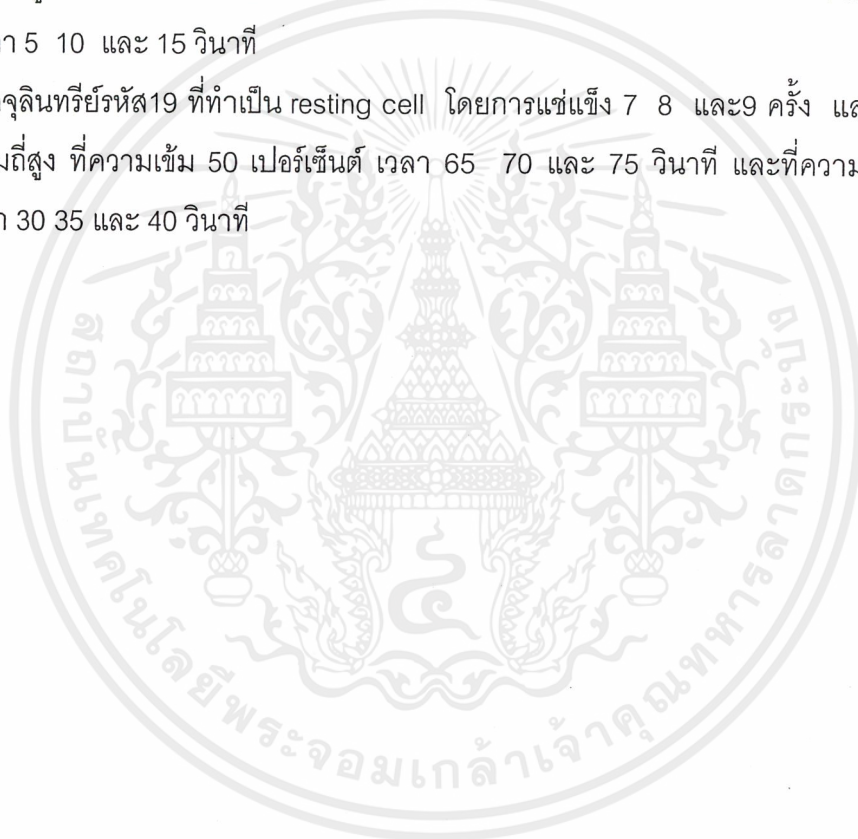 า 5 10 และ 15 วินาที
จุลินทรีย์รหัส19 ที่ทำเป็น resting cell โดยการแช่แข็ง 7 8 และ9 ครั้ง
มถี่สูง ที่ความเข้ม 50 เปอร์เซ็นต์ เวลา 65 70 และ 75 วินาที และที่ความ
า 30 35 และ 40 วินาที
สถาบันเทคโนโลยีพระจอมเกล้าเจ้าคุณทหารลาดกระบัง